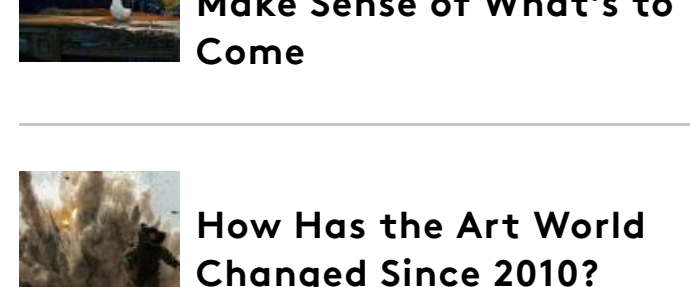 Make Sense of What's to
Come
How Has the Art World
Changed Since 2010?